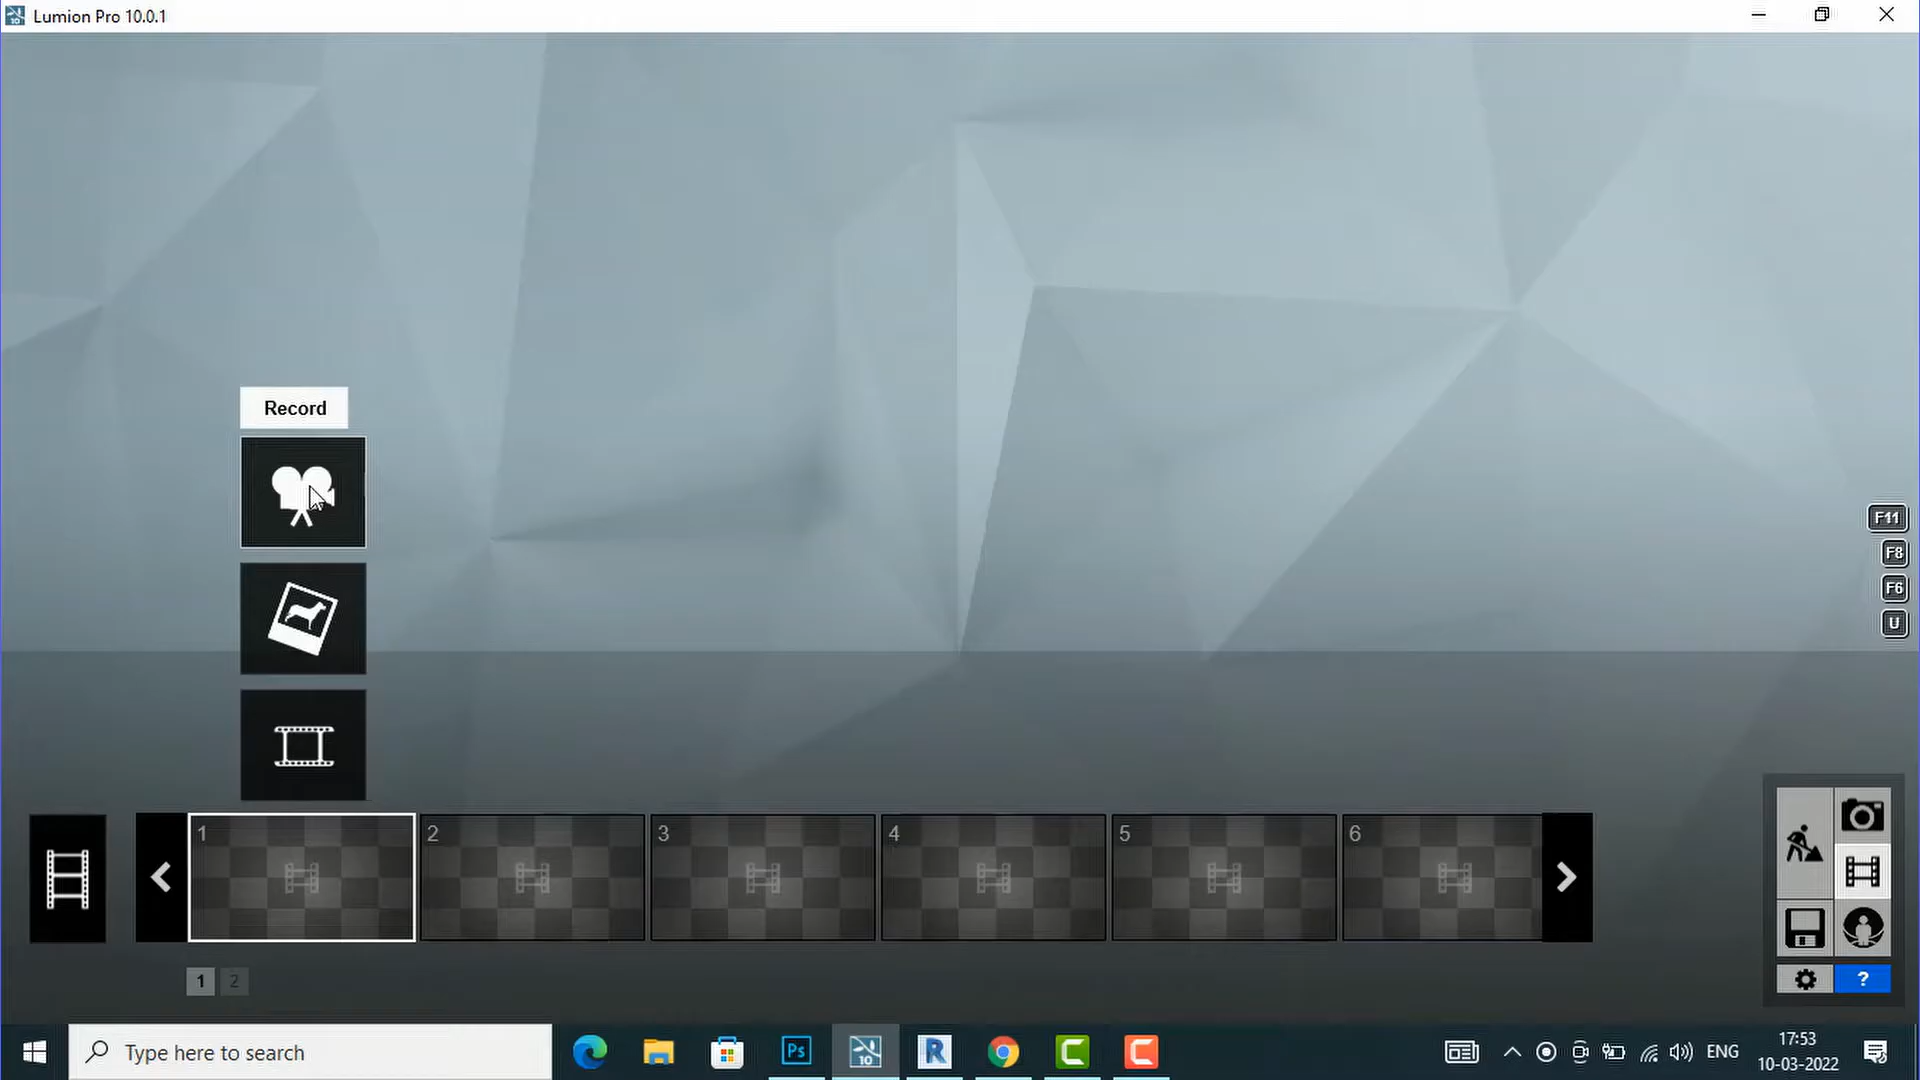 Lumion Pro 10.0.1
Record
F11
F8
F6
U
1
2
3
4
5
6
1
2
?
Type here to search
Ps
10
R
ENG
17:53
10-03-2022